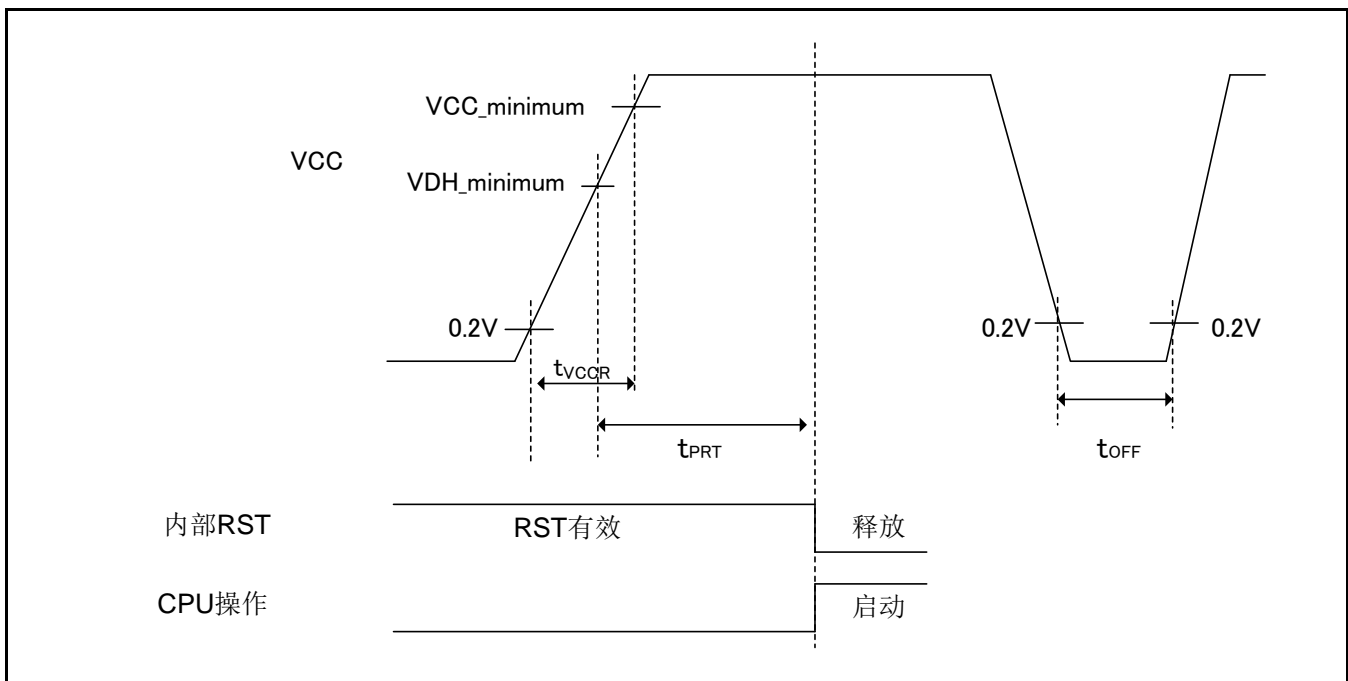 VCC_minimum
VCC
VDH_minimum
0.2V
0.2V
0.2V
tVCCR
tPRT
tOFF
内部RST
RST有效
释放
CPU操作
启动